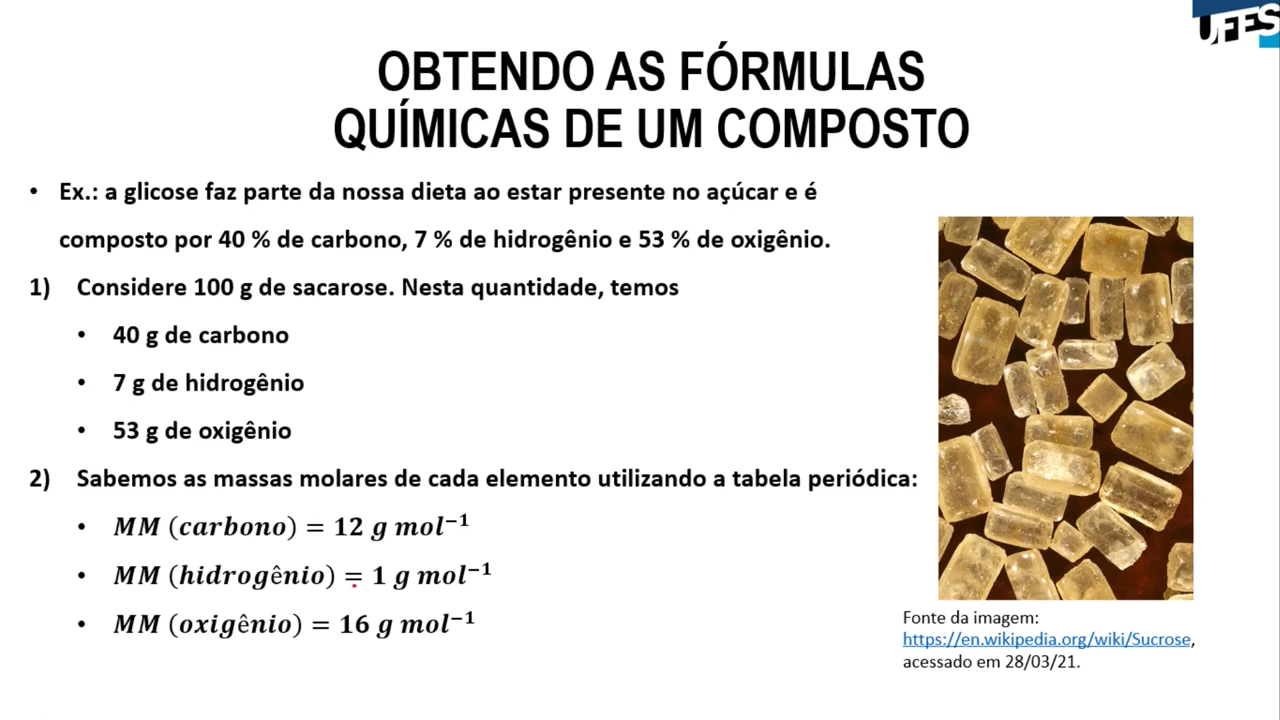 UFES
OBTENDO AS FÓRMULAS
QUÍMICAS DE UM COMPOSTO
• Ex.: a glicose faz parte da nossa dieta ao estar presente no açúcar e é
composto por 40 % de carbono, 7 % de hidrogênio e 53 % de oxigênio.
1) Considere 100 g de sacarose. Nesta quantidade, temos
• 40 g de carbono
• 7 g de hidrogênio
• 53 g de oxigênio
2) Sabemos as massas molares de cada elemento utilizando a tabela periódica:
• MM (carbono) = 12 g mol⁻¹
• MM (hidrogênio) = 1 g mol⁻¹
• MM (oxigênio) = 16 g mol⁻¹
Fonte da imagem:
https://en.wikipedia.org/wiki/Sucrose,
acessado em 28/03/21.